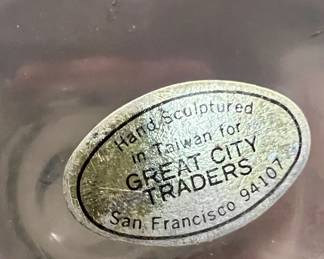 Hand Sculptured
in Taiwan for
GREAT CITY
TRADERS
San Francisco 94107